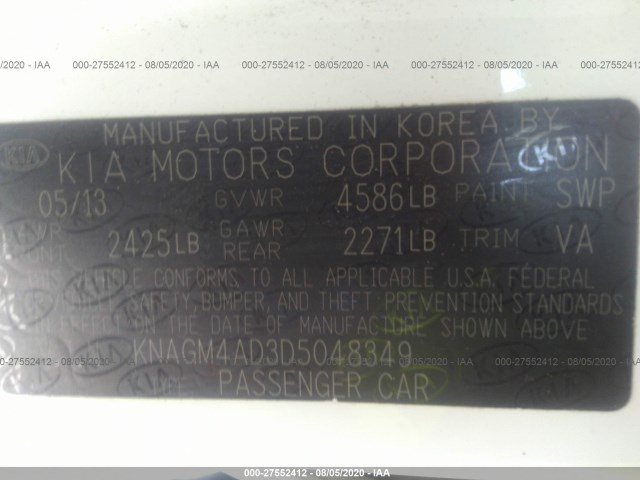 5/2020 - IAA 000-27552412 - 08/05/2020 - IAA 000-27552412 - 08/05/2020 - IAA 000-27552412
MANUFACTURED IN KOREA BY
KIA MOTORS CORPORATION
05/13 GVWR 4586LB PAINT SWP
2425LB GAWR REAR 2271LB TRIM VA
CONFORMS TO ALL APPLICABLE U.S.A. FEDERAL
SAFETY, BUMPER, AND THEFT PREVENTION STANDARDS
ON THE DATE OF MANUFACTURE SHOWN ABOVE
KNAGM4AD3D5048349
PASSENGER CAR
5/2020 - IAA 000-27552412 - 08/05/2020 - IAA 000-27552412 - 08/05/2020 - IAA 000-27552412
000-27552412 - 08/05/2020 - IAA